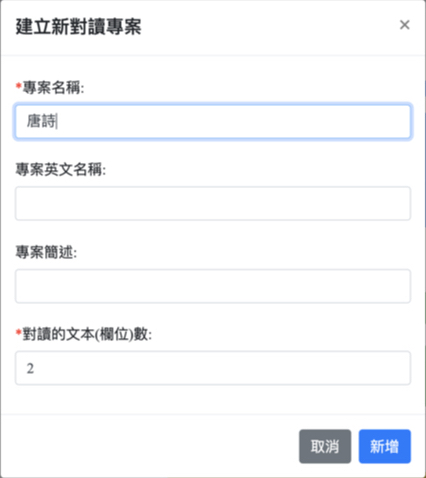 建立新對讀專案
×
*專案名稱:
唐詩
專案英文名稱:
專案簡述:
*對讀的文本(欄位)數:
2
取消 新增